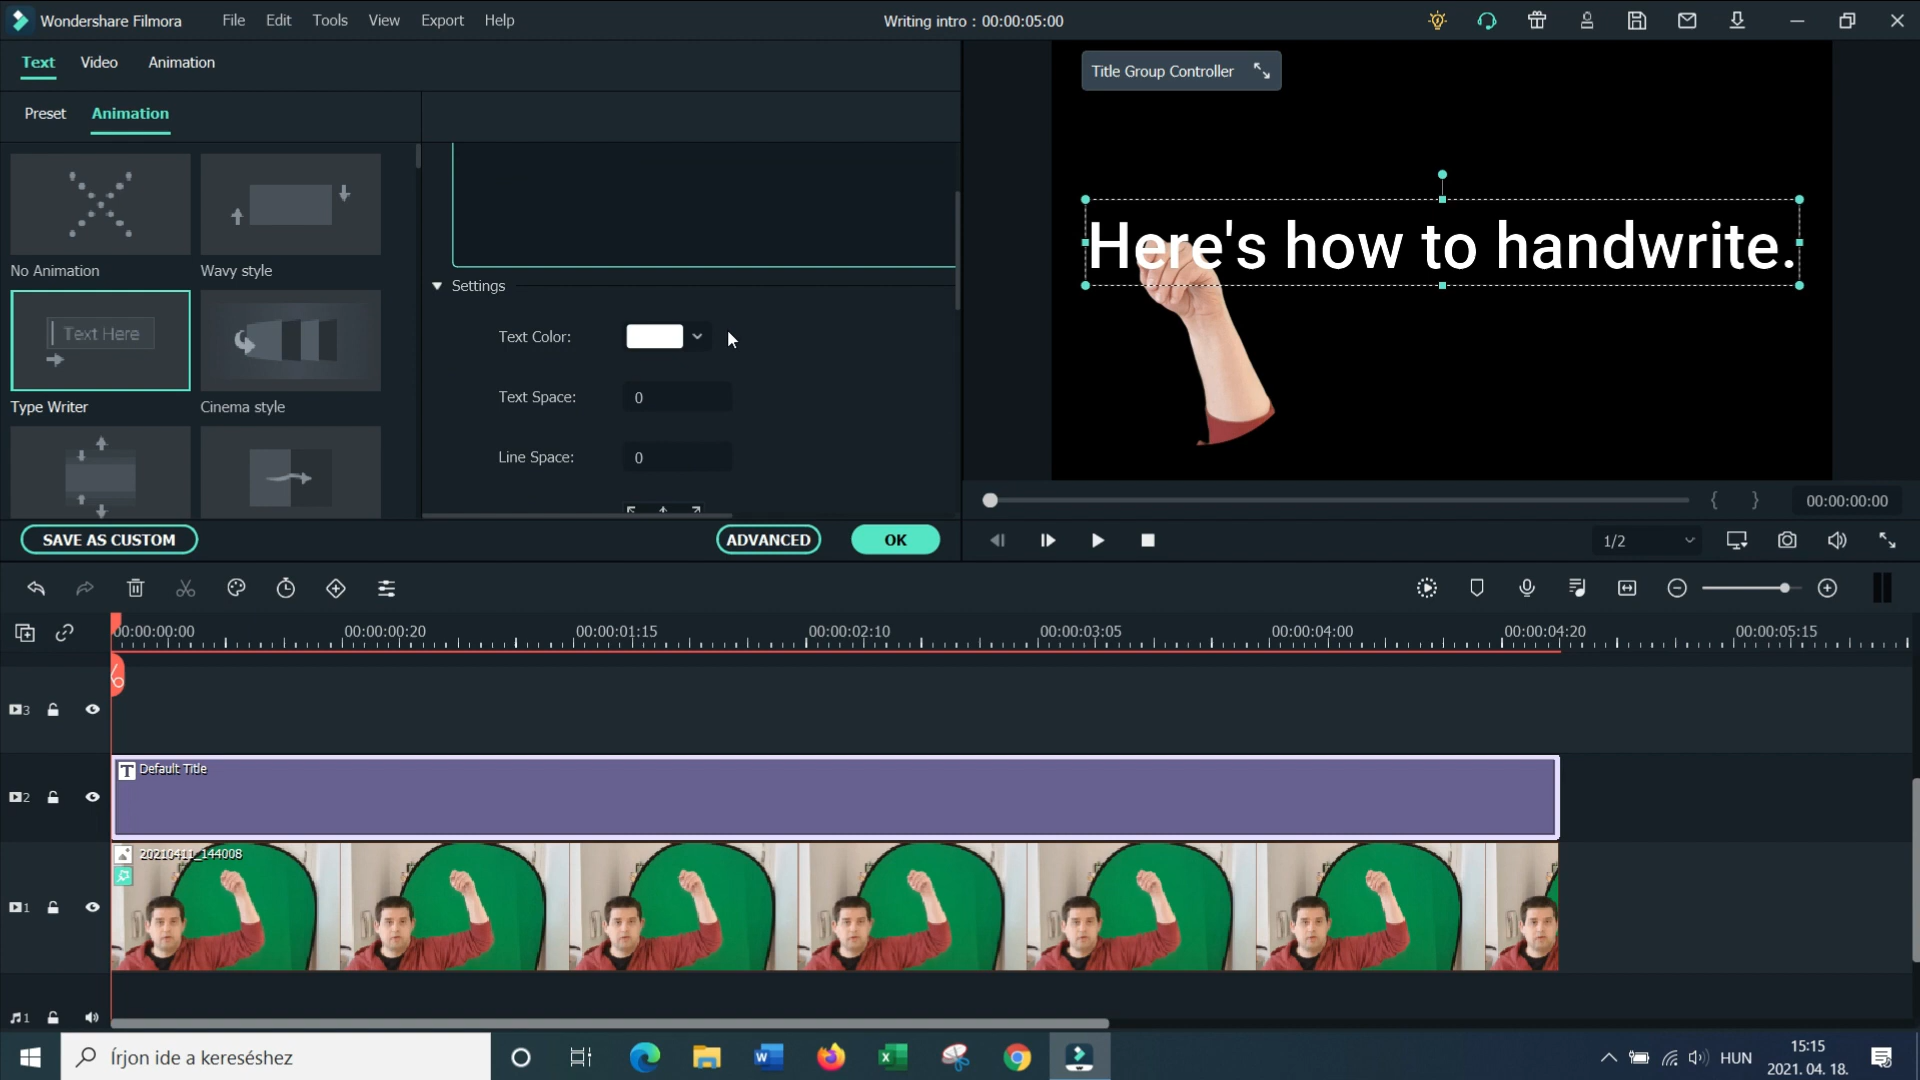 Wondershare Filmora
File Edit Tools View Export Help
Writing intro : 00:00:05:00
Text Video Animation
Preset Animation
No Animation
Wavy style
Text Here
Type Writer
Cinema style
Settings
Text Color:
Text Space: 0
Line Space: 0
SAVE AS CUSTOM
ADVANCED
OK
Title Group Controller
Here's how to handwrite.
{ } 00:00:00:00
1/2
00:00:00:00 00:00:00:20 00:00:01:15 00:00:02:10 00:00:03:05 00:00:04:00 00:00:04:20 00:00:05:15
3
2
T Default Title
1
20210411_144008
1
Írjon ide a kereséshez
HUN
15:15
2021. 04. 18.